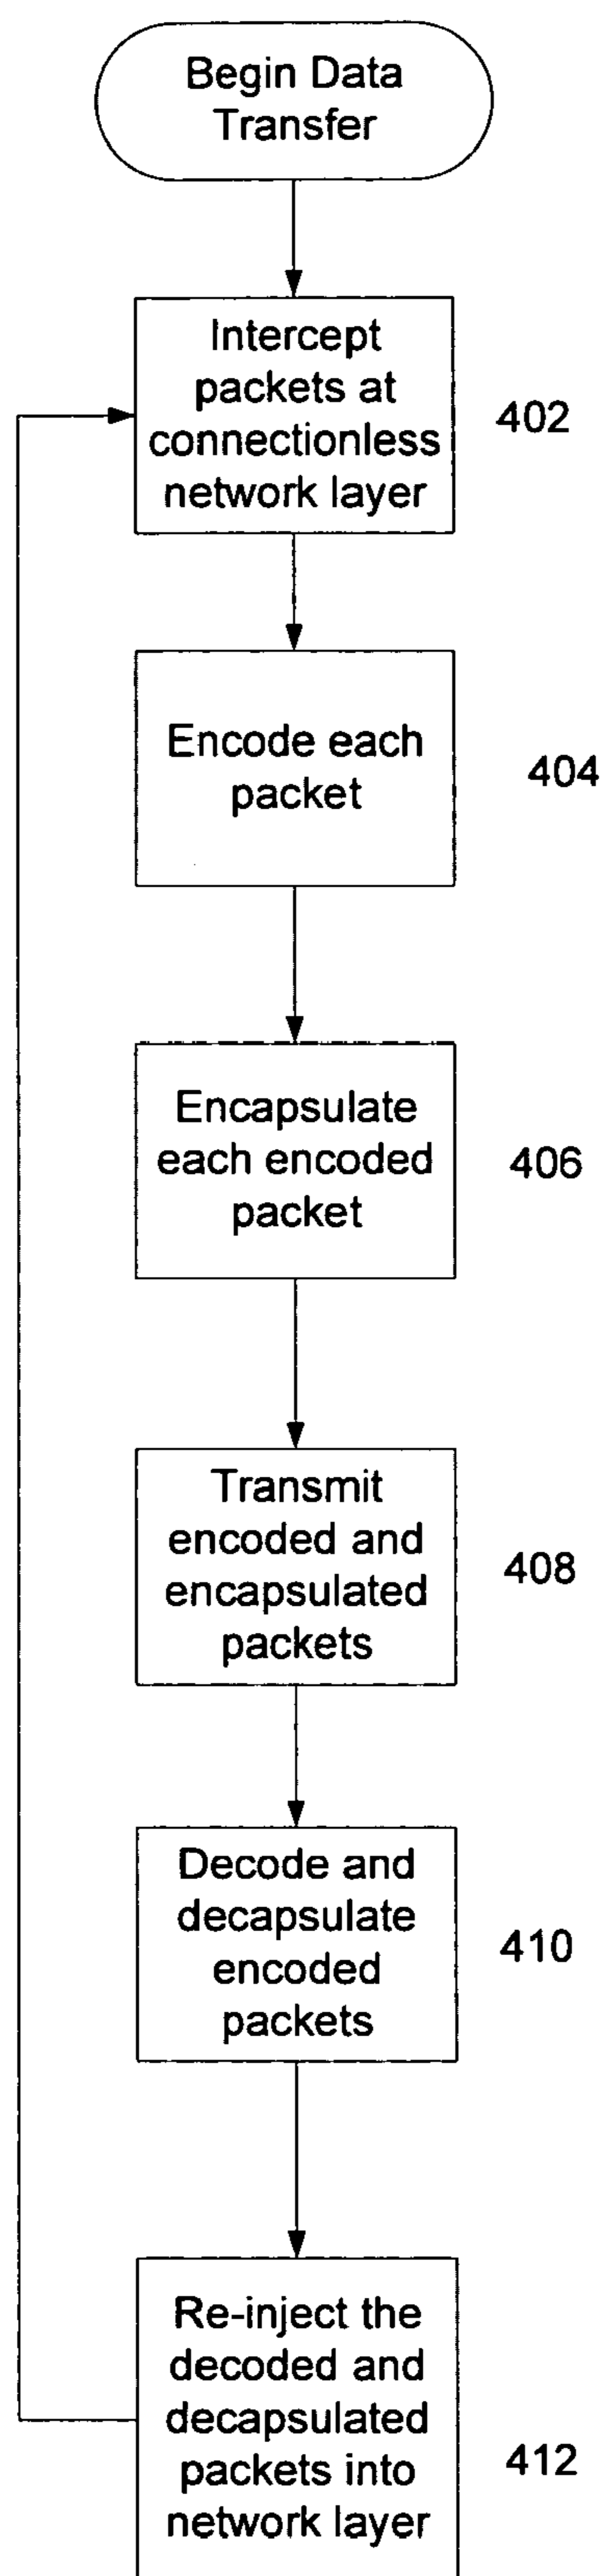 Begin Data
Transfer
Intercept
packets at
connectionless
network layer
402
Encode each
packet
404
Encapsulate
each encoded
packet
406
Transmit
encoded and
encapsulated
packets
408
Decode and
decapsulate
encoded
packets
410
Re-inject the
decoded and
decapsulated
packets into
network layer
412